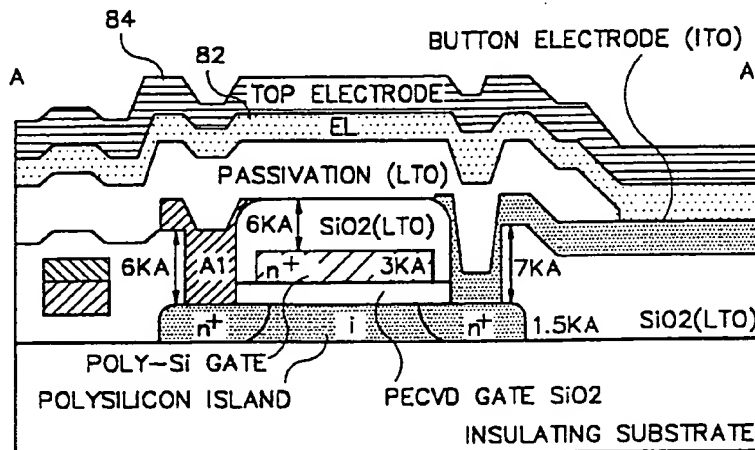 84
BUTTON ELECTRODE (ITO)
A
82
A
TOP ELECTRODE
EL
PASSIVATION (LTO)
6KA
SiO2(LTO)
6KA
A1
n+
3KA
7KA
n+
i
n+
1.5KA
SiO2(LTO)
POLY-Si GATE
POLYSILICON ISLAND
PECVD GATE SiO2
INSULATING SUBSTRATE